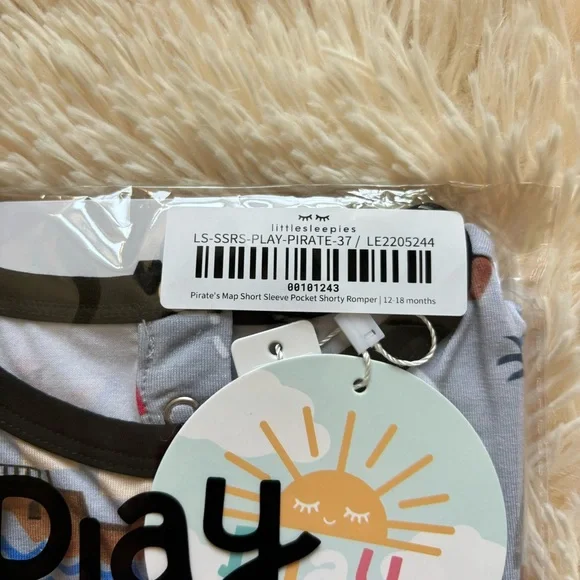 littlesleepies
LS-SSRS-PLAY-PIRATE-37 / LE2205244
00101243
Pirate's Map Short Sleeve Pocket Shorty Romper | 12-18 months
play
Play